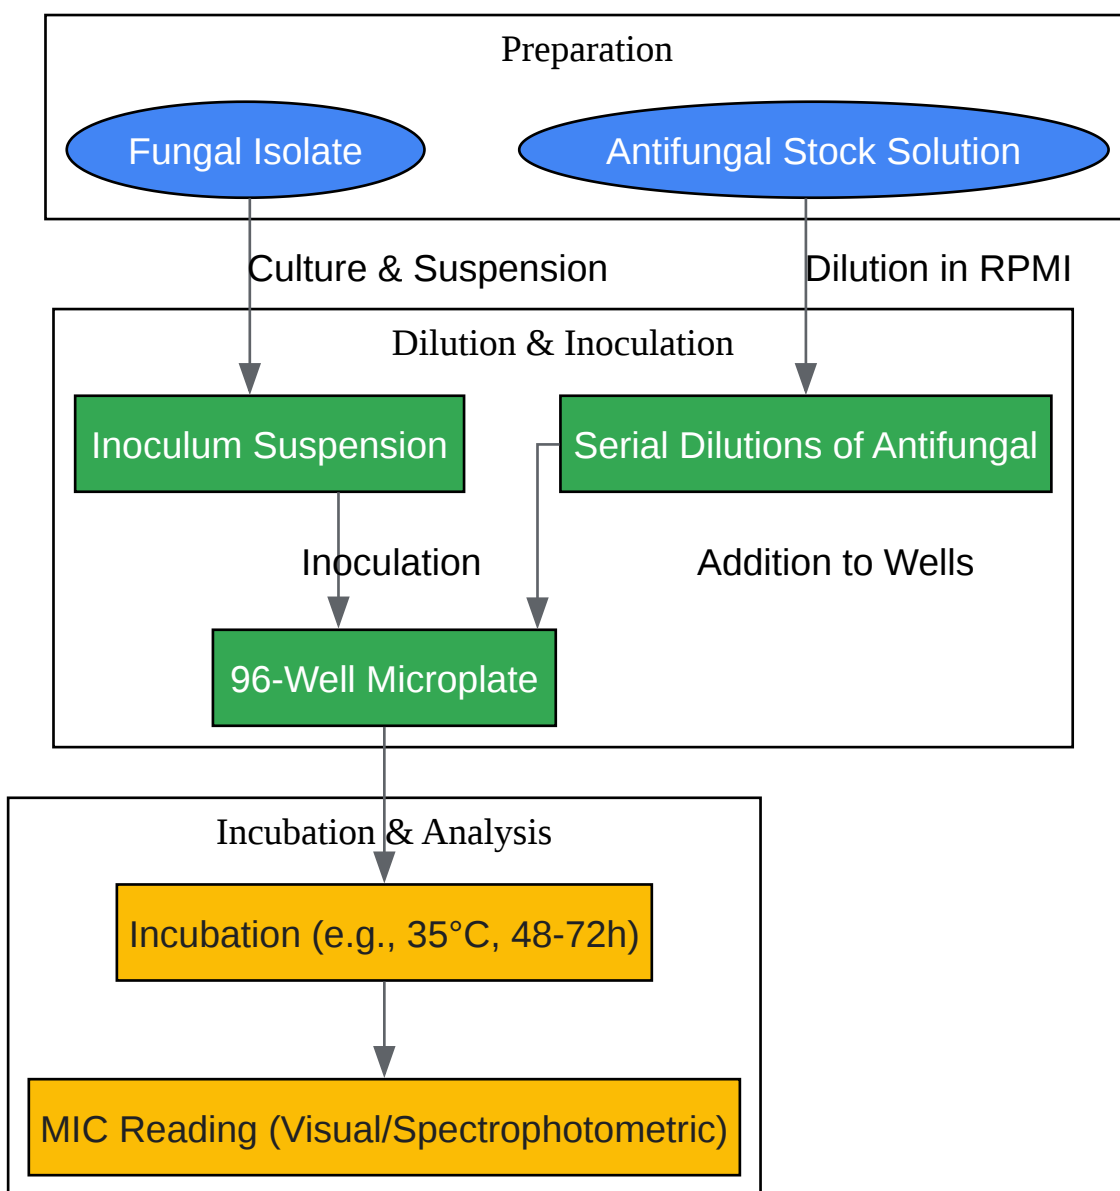 Preparation
Fungal Isolate
Antifungal Stock Solution
Culture & Suspension
Dilution in RPMI
Dilution & Inoculation
Inoculum Suspension
Serial Dilutions of Antifungal
Inoculation
Addition to Wells
96-Well Microplate
Incubation & Analysis
Incubation (e.g., 35°C, 48-72h)
MIC Reading (Visual/Spectrophotometric)